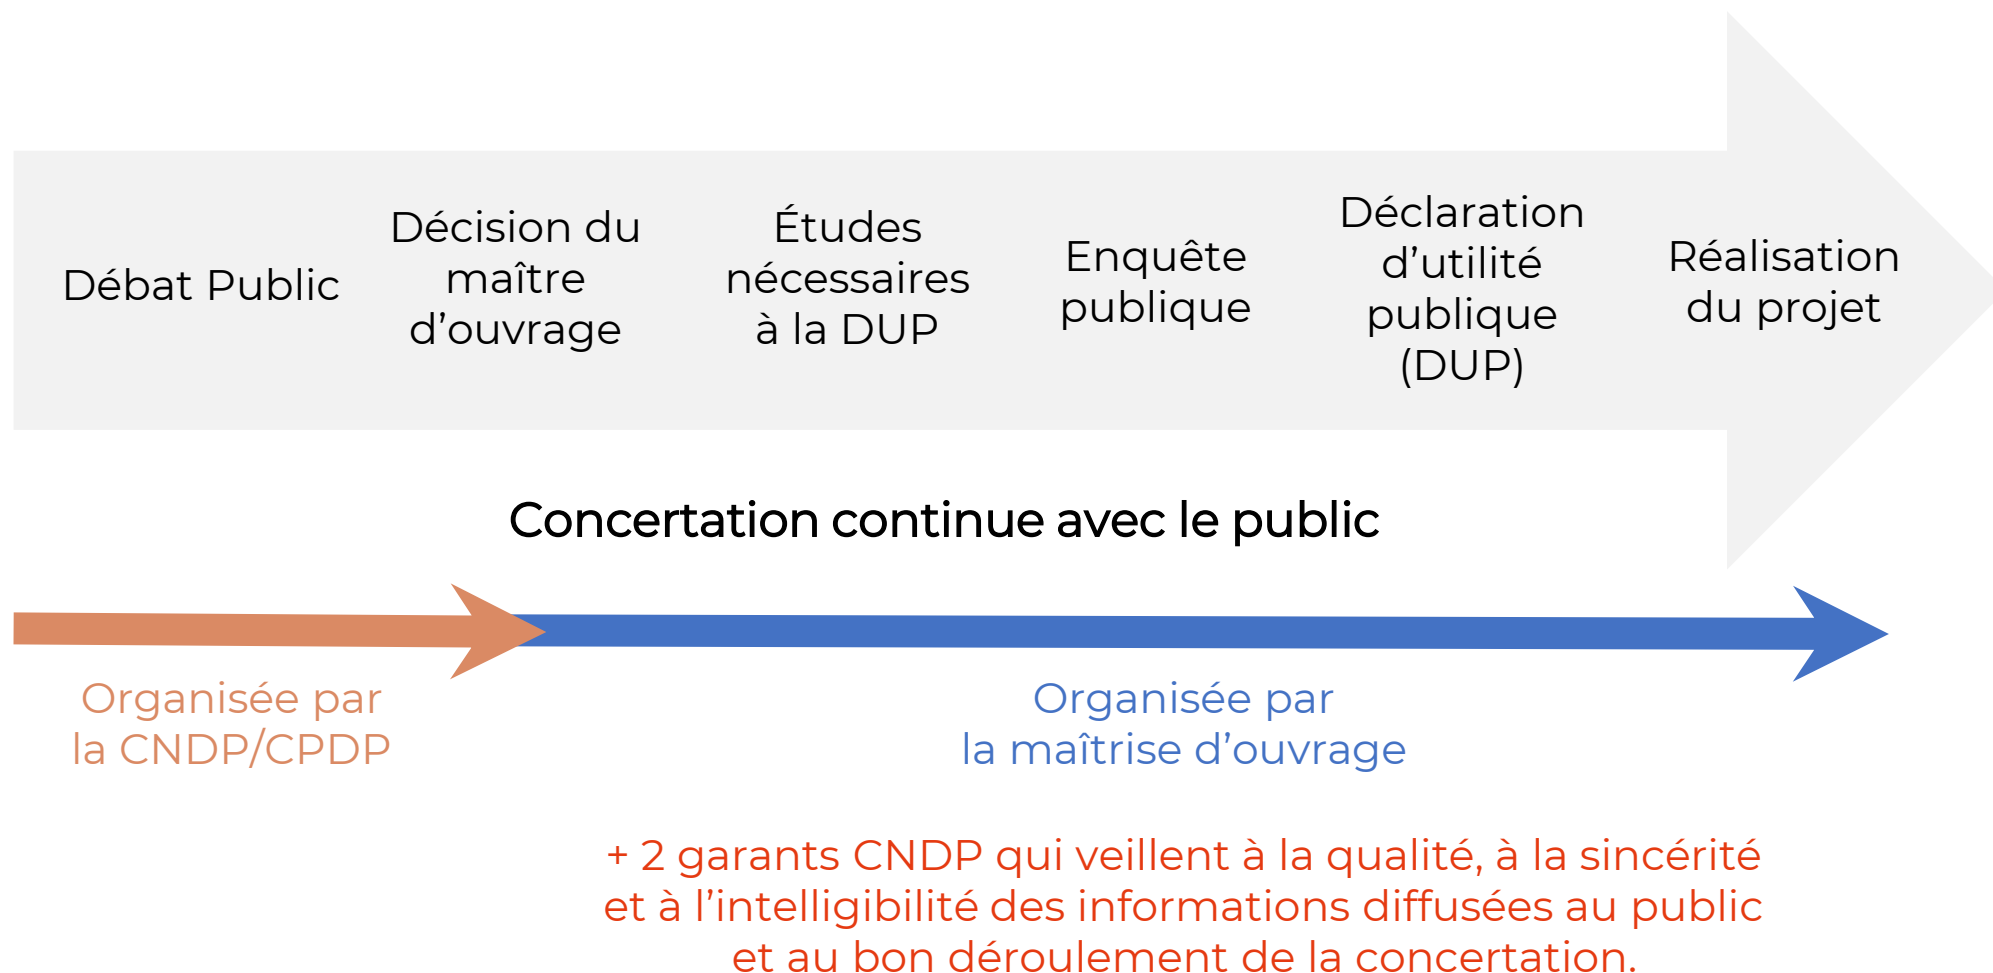 Débat Public
Décision du
maître
d’ouvrage
Études
nécessaires
à la DUP
Enquête
publique
Déclaration
d’utilité
publique
(DUP)
Réalisation
du projet
Concertation continue avec le public
Organisée par
la CNDP/CPDP
Organisée par
la maîtrise d’ouvrage
+ 2 garants CNDP qui veillent à la qualité, à la sincérité
et à l’intelligibilité des informations diffusées au public
et au bon déroulement de la concertation.